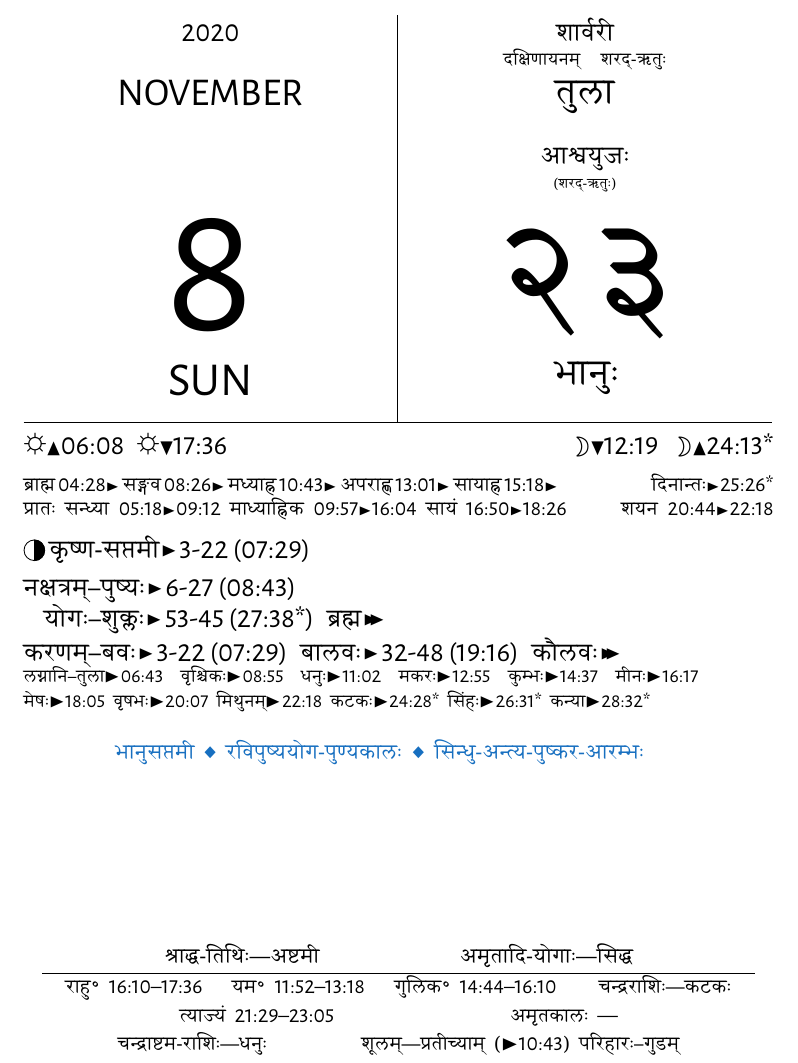 2020
NOVEMBER
8
SUN
शार्वरी
दक्षिणायनम् शरद्-ऋतुः
तुला
आश्वयुजः
(शरद्-ऋतुः)
२३
भानुः
☼▲06:08 ☼▼17:36 ☽▼12:19 ☽▲24:13*
ब्राह्म 04:28► सङ्गव 08:26► मध्याह्न 10:43► अपराह्ण 13:01► सायाह्न 15:18► दिनान्तः►25:26*
प्रातः सन्ध्या 05:18►09:12 माध्याह्निक 09:57►16:04 सायं 16:50►18:26 शयन 20:44►22:18
◑ कृष्ण-सप्तमी►3-22 (07:29)
नक्षत्रम्–पुष्यः►6-27 (08:43)
योगः–शुक्लः►53-45 (27:38*) ब्रह्म►►
करणम्–बवः►3-22 (07:29) बालवः►32-48 (19:16) कौलवः►►
लग्नानि–तुला►06:43 वृश्चिकः►08:55 धनुः►11:02 मकरः►12:55 कुम्भः►14:37 मीनः►16:17
मेषः►18:05 वृषभः►20:07 मिथुनम्►22:18 कटकः►24:28* सिंहः►26:31* कन्या►28:32*
भानुसप्तमी ◆ रविपुष्ययोग-पुण्यकालः ◆ सिन्धु-अन्त्य-पुष्कर-आरम्भः
श्राद्ध-तिथिः—अष्टमी अमृतादि-योगाः—सिद्ध
राहु° 16:10–17:36 यम° 11:52–13:18 गुलिक° 14:44–16:10 चन्द्रराशिः—कटकः
त्याज्यं 21:29–23:05 अमृतकालः —
चन्द्राष्टम-राशिः—धनुः शूलम्—प्रतीच्याम् (►10:43) परिहारः–गुडम्